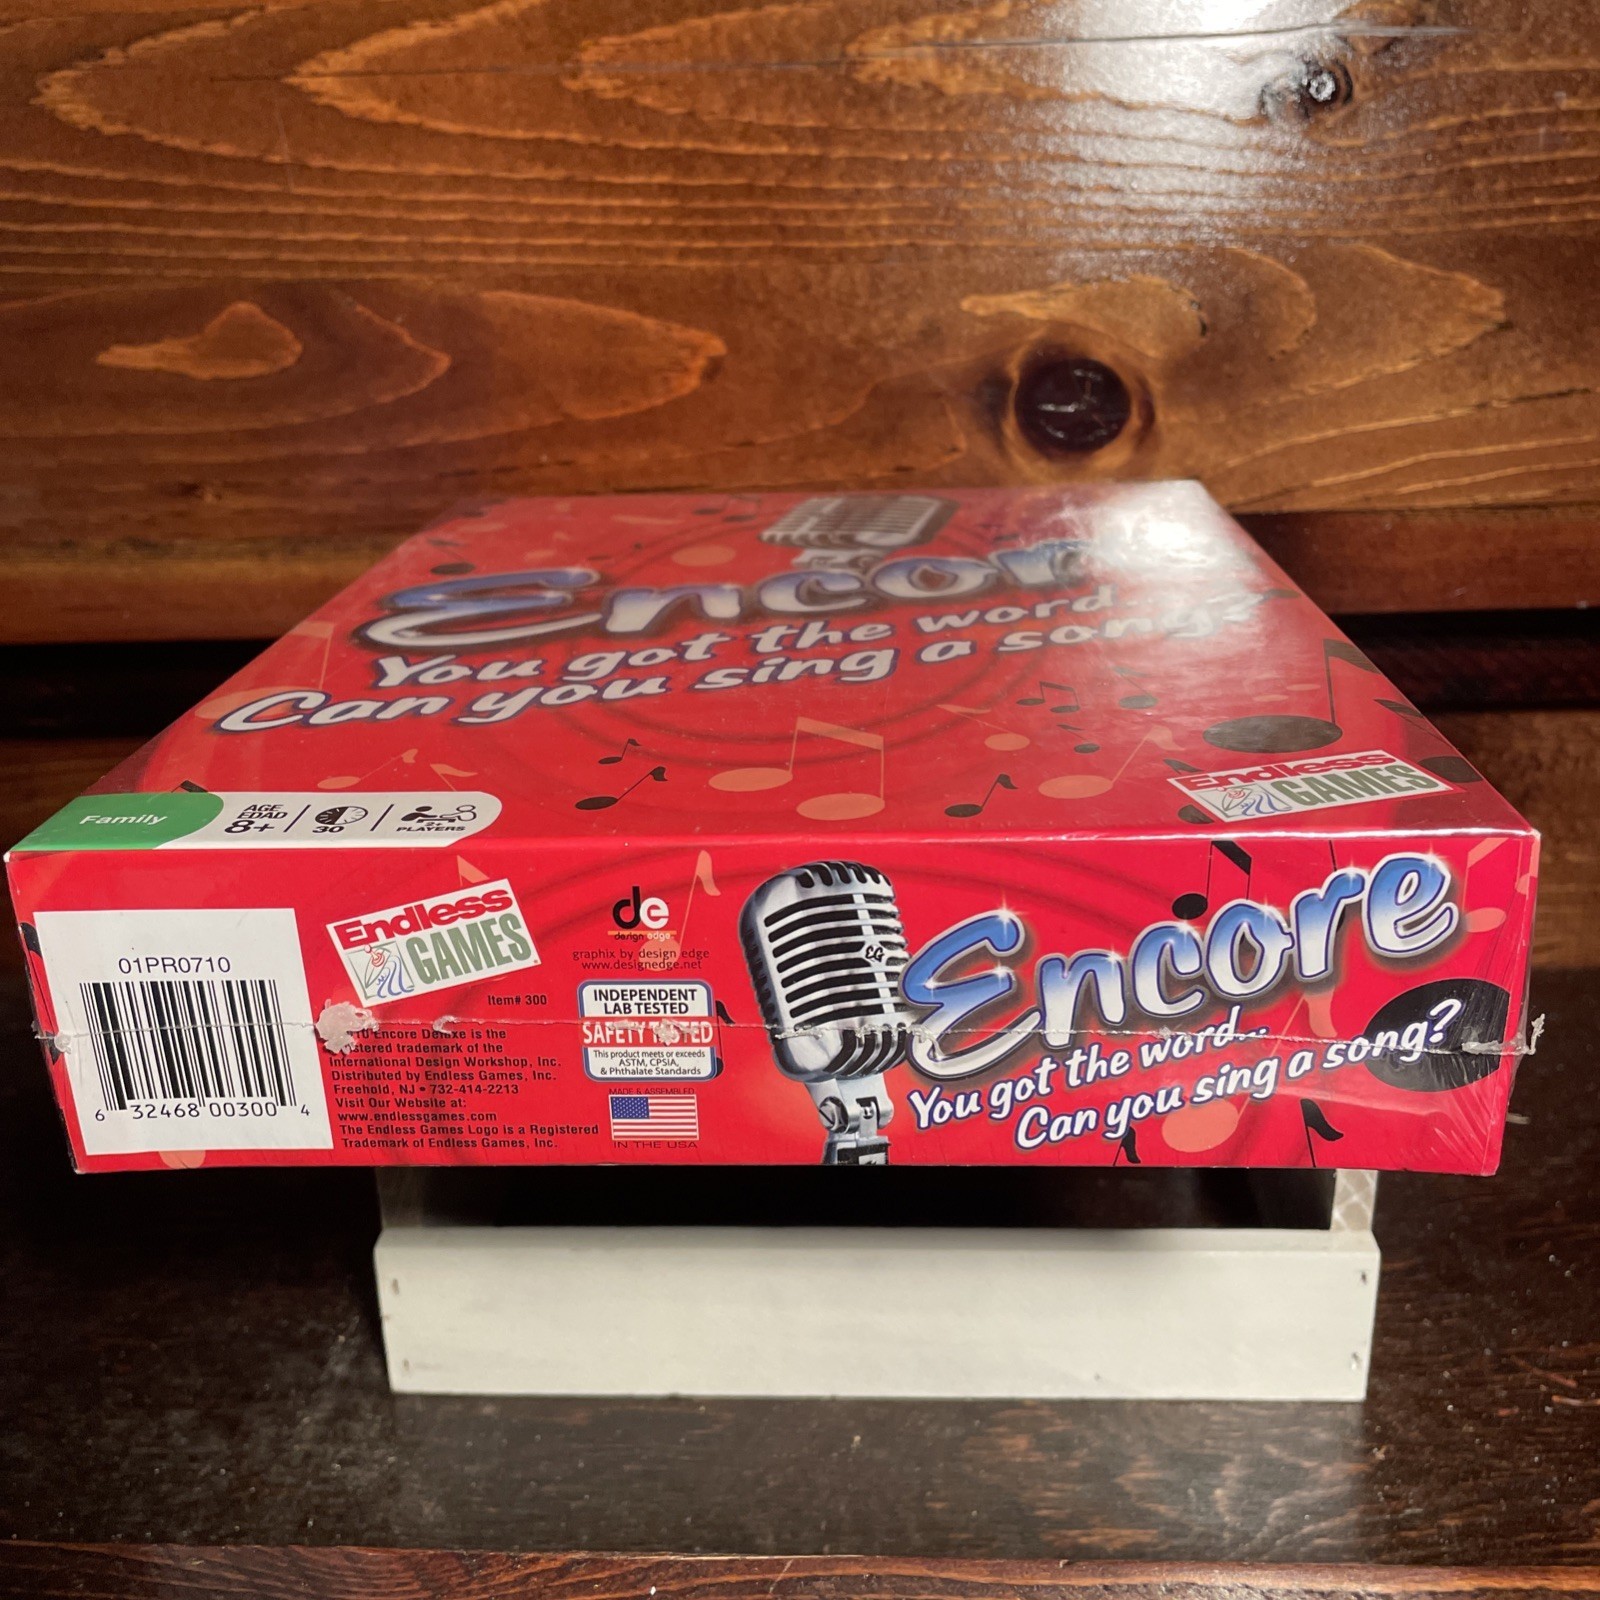 Encore
You got the word...
Can you sing a song?
Endless
GAMES
Family
AGE
EDAD
8+
30
2+
PLAYERS
01PR0710
6 32468 00300 4
Endless
GAMES
Item# 300
Encore Deluxe is the
trademark of the
International Design Workshop, Inc.
Distributed by Endless Games, Inc.
Freehold, NJ • 732-414-2213
Visit Our Website at:
www.endlessgames.com
The Endless Games Logo is a Registered
Trademark of Endless Games, Inc.
de
design edge
graphix by design edge
www.designedge.net
INDEPENDENT
LAB TESTED
SAFETY TESTED
This product meets or exceeds
ASTM, CPSIA,
& Phthalate Standards
MADE & ASSEMBLED
IN THE USA
EG
Encore
You got the word...
Can you sing a song?